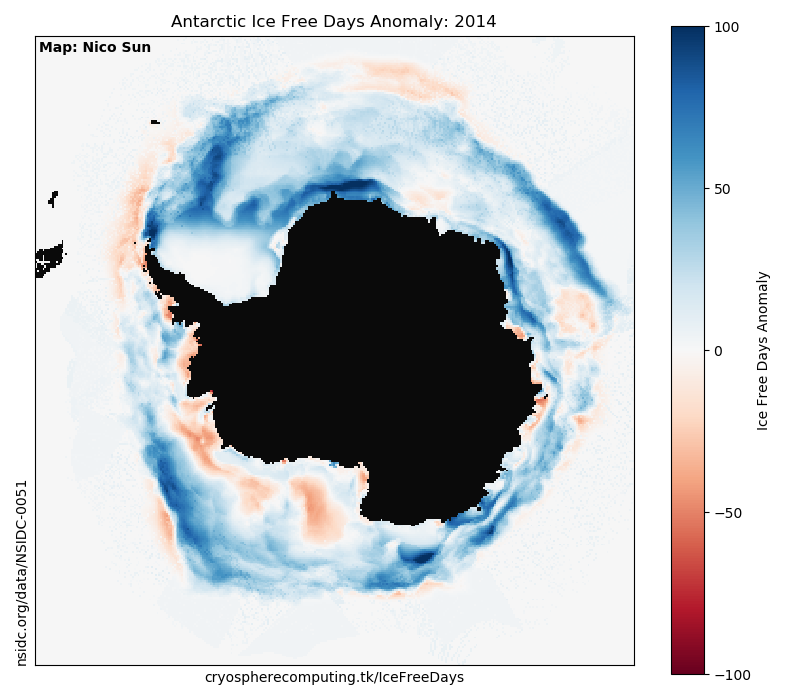 Antarctic Ice Free Days Anomaly: 2014
Map: Nico Sun
100
50
0
−50
−100
Ice Free Days Anomaly
nsidc.org/data/NSIDC-0051
cryospherecomputing.tk/IceFreeDays